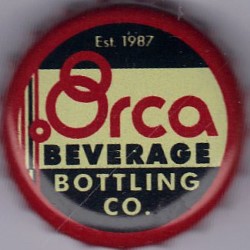 Est. 1987
Orca
BEVERAGE
BOTTLING
CO.